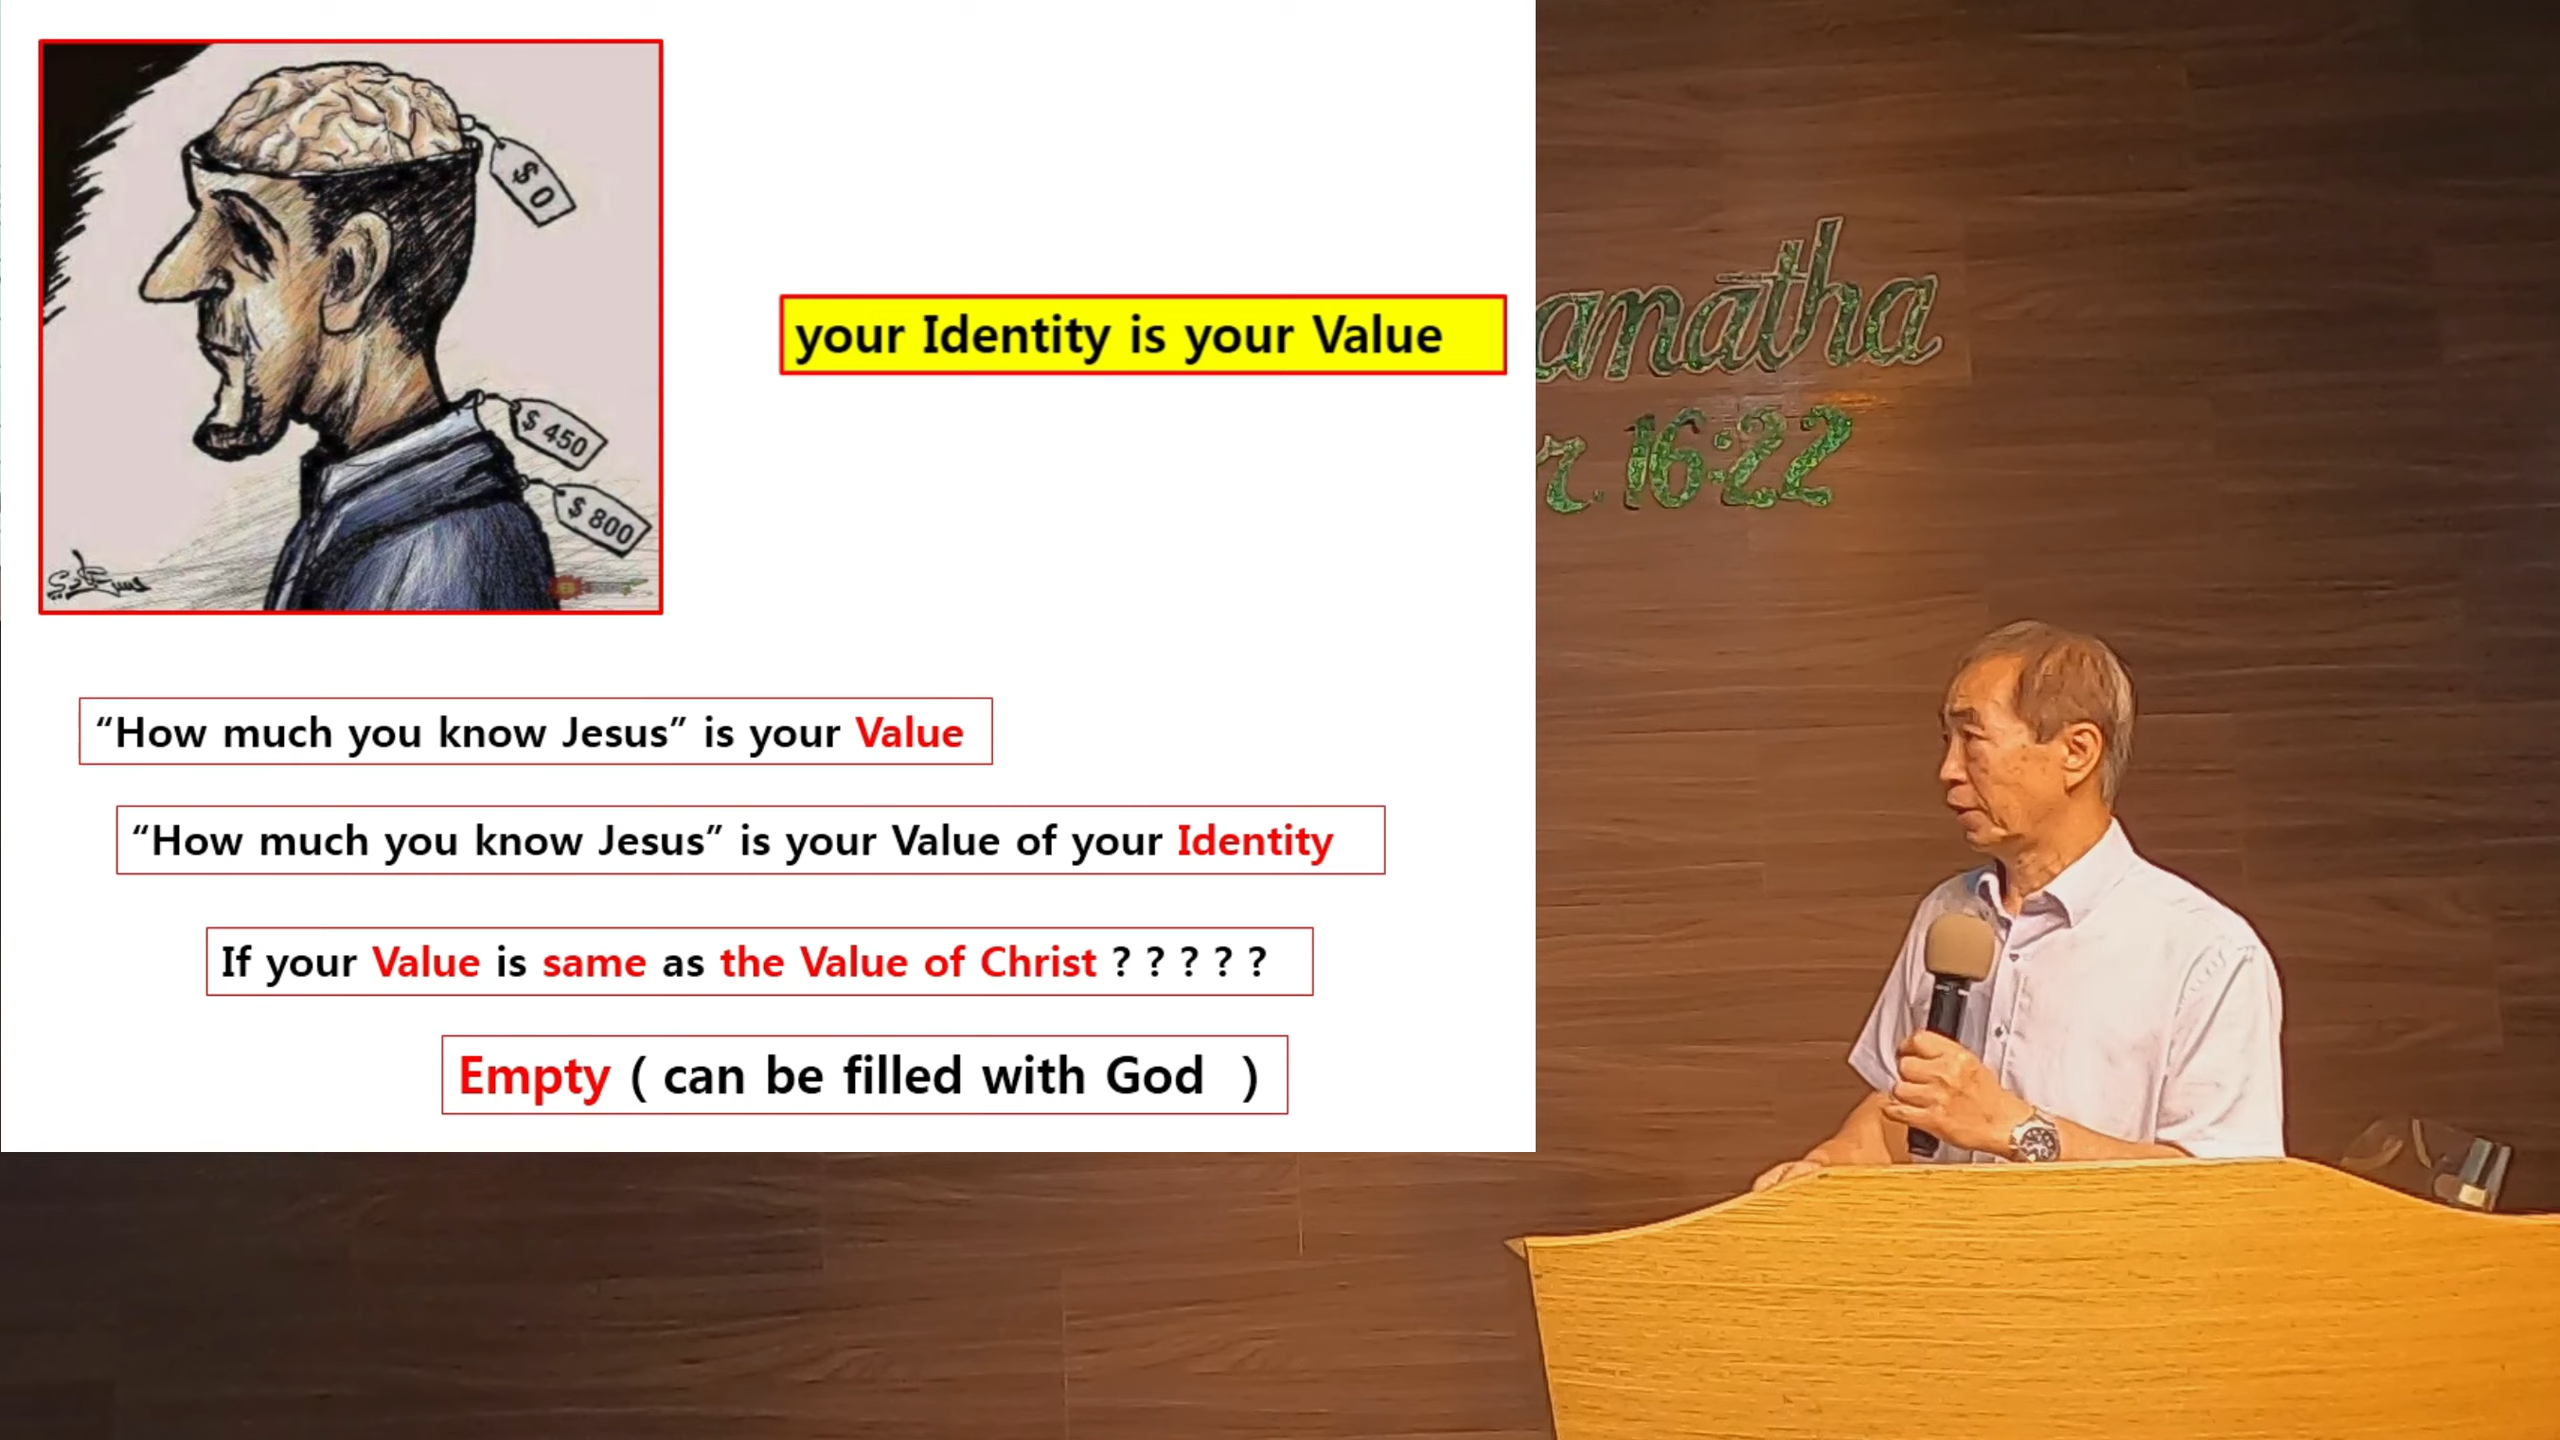 $ 0
$ 450
$ 800
your Identity is your Value
“How much you know Jesus” is your Value
“How much you know Jesus” is your Value of your Identity
If your Value is same as the Value of Christ ? ? ? ? ?
Empty ( can be filled with God )
anatha
r. 16:22